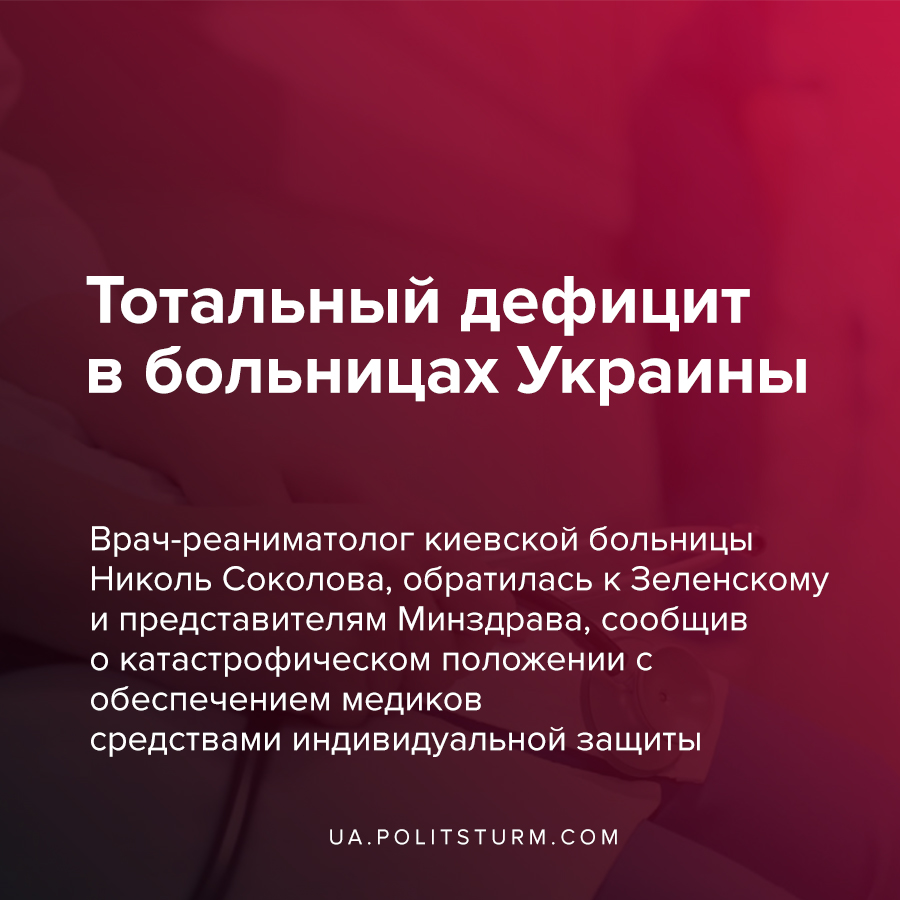 Тотальный дефицит
в больницах Украины
Врач-реаниматолог киевской больницы
Николь Соколова, обратилась к Зеленскому
и представителям Минздрава, сообщив
о катастрофическом положении с
обеспечением медиков
средствами индивидуальной защиты
UA.POLITSTURM.COM